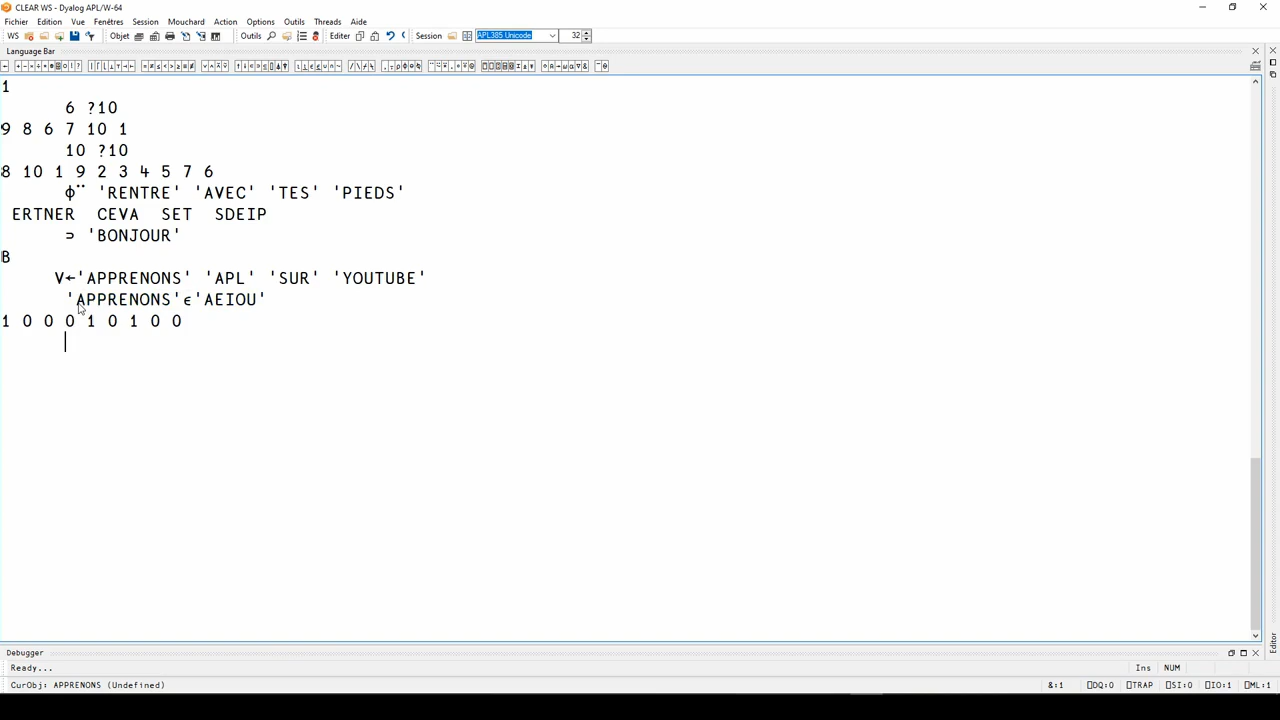 CLEAR WS - Dyalog APL/W-64
Fichier Edition Vue Fenêtres Session Mouchard Action Options Outils Threads Aide
WS Objet Outils Editer Session APL385 Unicode 32
Language Bar
1
6 ?10
9 8 6 7 10 1
10 ?10
8 10 1 9 2 3 4 5 7 6
⌽¨ 'RENTRE' 'AVEC' 'TES' 'PIEDS'
ERTNER CEVA SET SDEIP
⊃ 'BONJOUR'
B
V←'APPRENONS' 'APL' 'SUR' 'YOUTUBE'
'APPRENONS'∊'AEIOU'
1 0 0 0 1 0 1 0 0
Debugger
Ready...
Ins NUM
CurObj: APPRENONS (Undefined)
&:1 ⎕DQ:0 ⎕TRAP ⎕SI:0 ⎕IO:1 ⎕ML:1
Editor